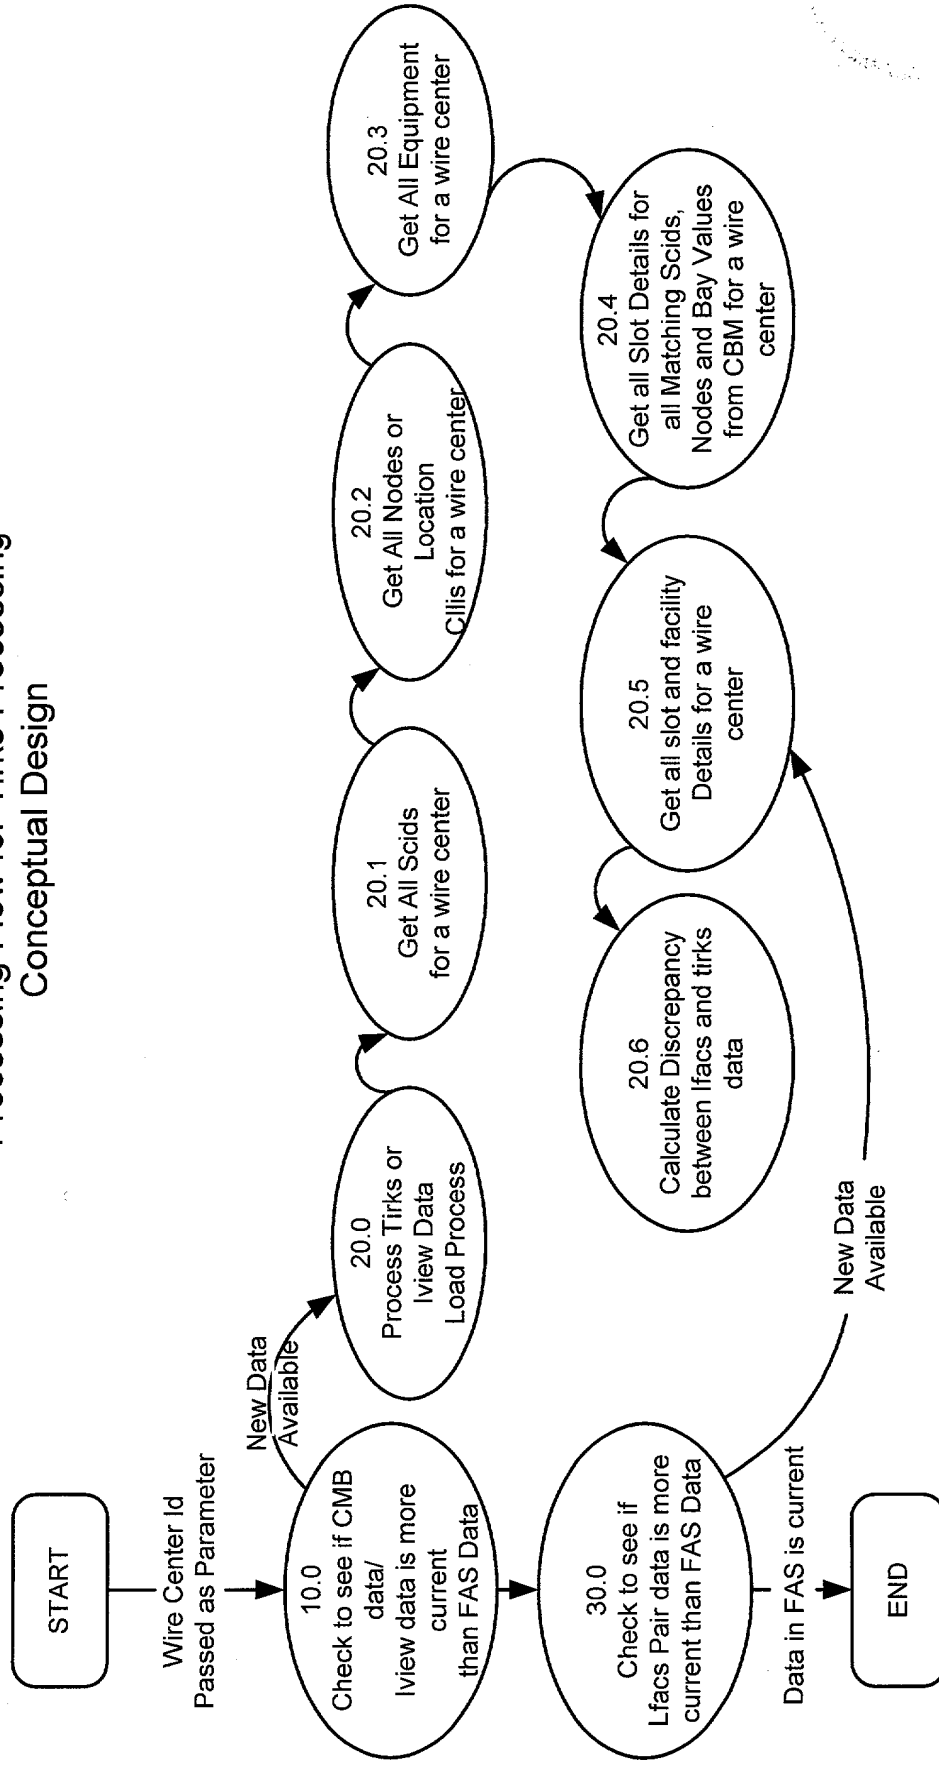 Processing Flow for Tirks Processing
Conceptual Design
START
Wire Center Id
Passed as Parameter
10.0
Check to see if CMB
data/
Iview data is more
current
than FAS Data
New Data
Available
20.0
Process Tirks or
Iview Data
Load Process
20.1
Get All Scids
for a wire center
20.2
Get All Nodes or
Location
Cllis for a wire center
20.3
Get All Equipment
for a wire center
20.4
Get all Slot Details for
all Matching Scids,
Nodes and Bay Values
from CBM for a wire
center
20.5
Get all slot and facility
Details for a wire
center
20.6
Calculate Discrepancy
between lfacs and tirks
data
30.0
Check to see if
Lfacs Pair data is more
current than FAS Data
New Data
Available
Data in FAS is current
END